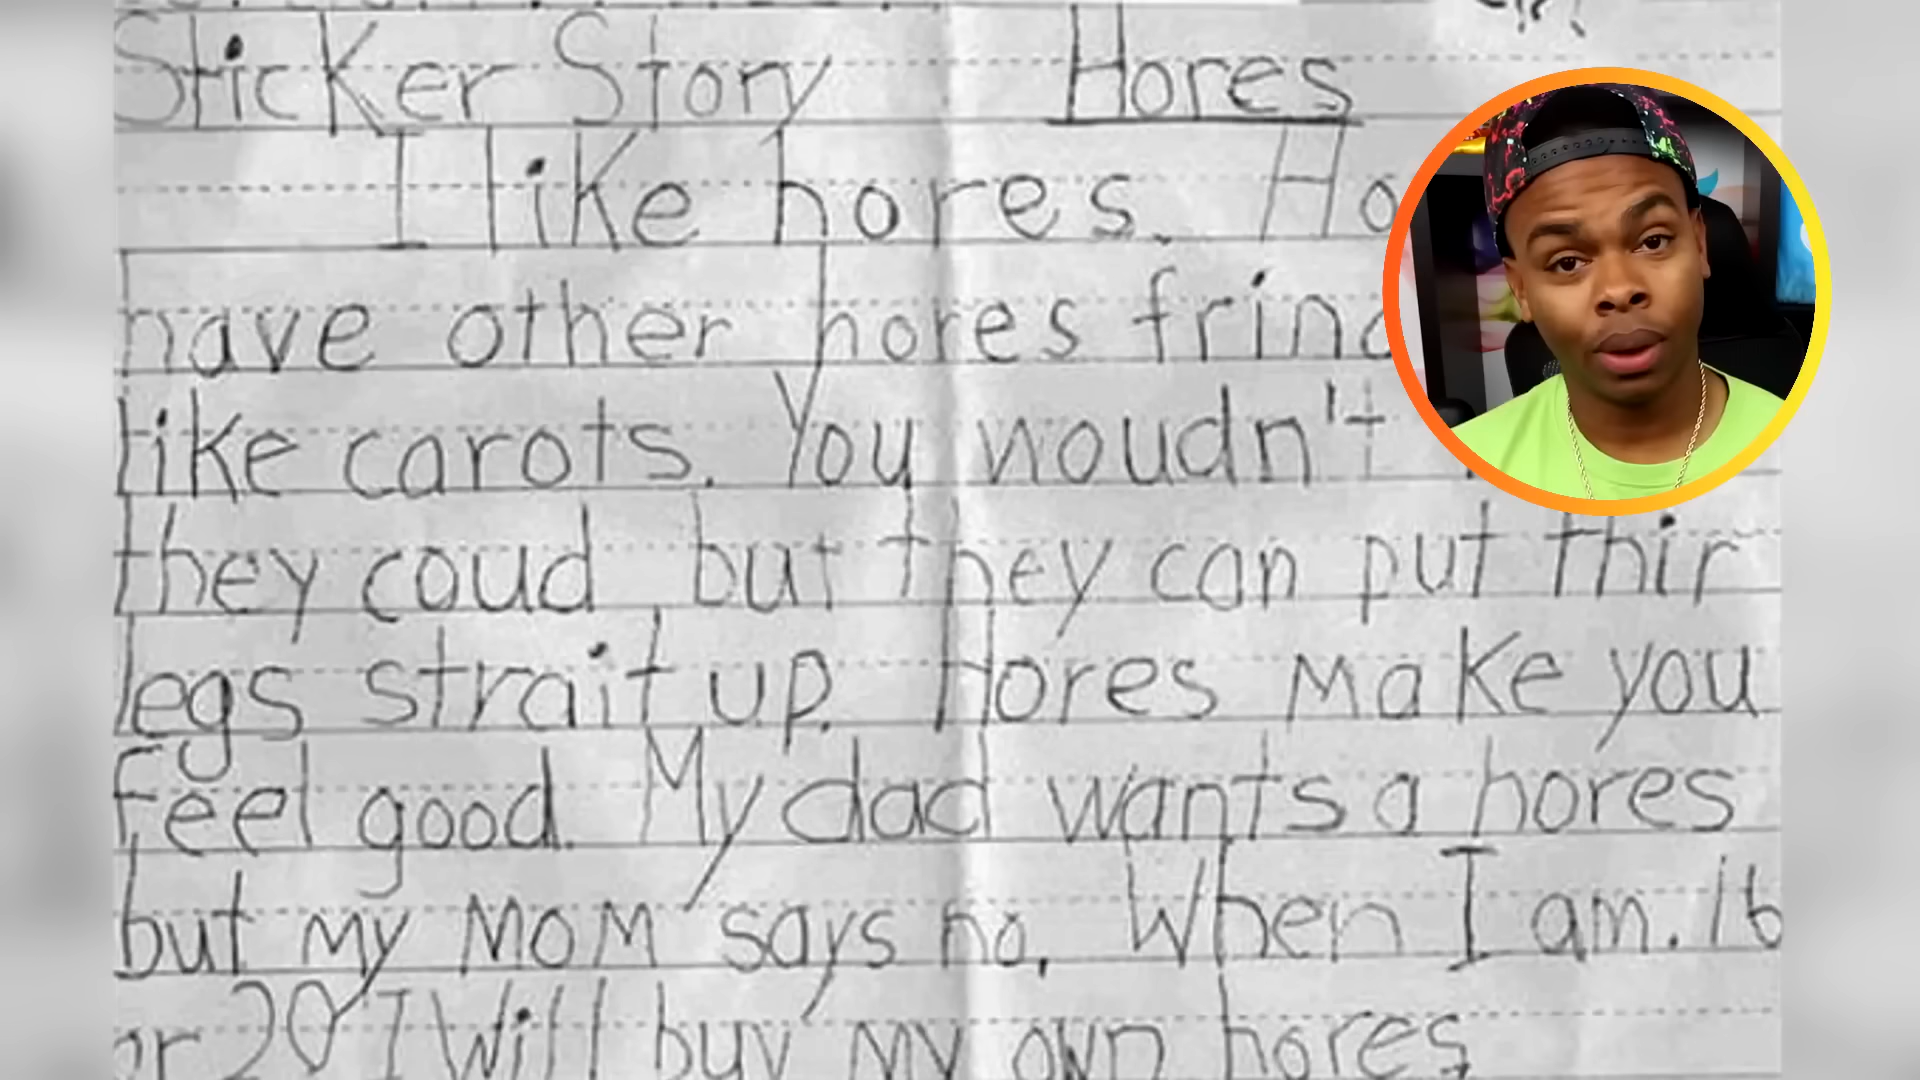 Sticker Story Hores
I like hores. Ho
have other hores frind
like carots. You woudn't
they coud but they can put thir
legs strait up. Hores make you
feel good. My dad wants a hores
but my Mom says no. When I am. 16
or 20 I will buy my own hores